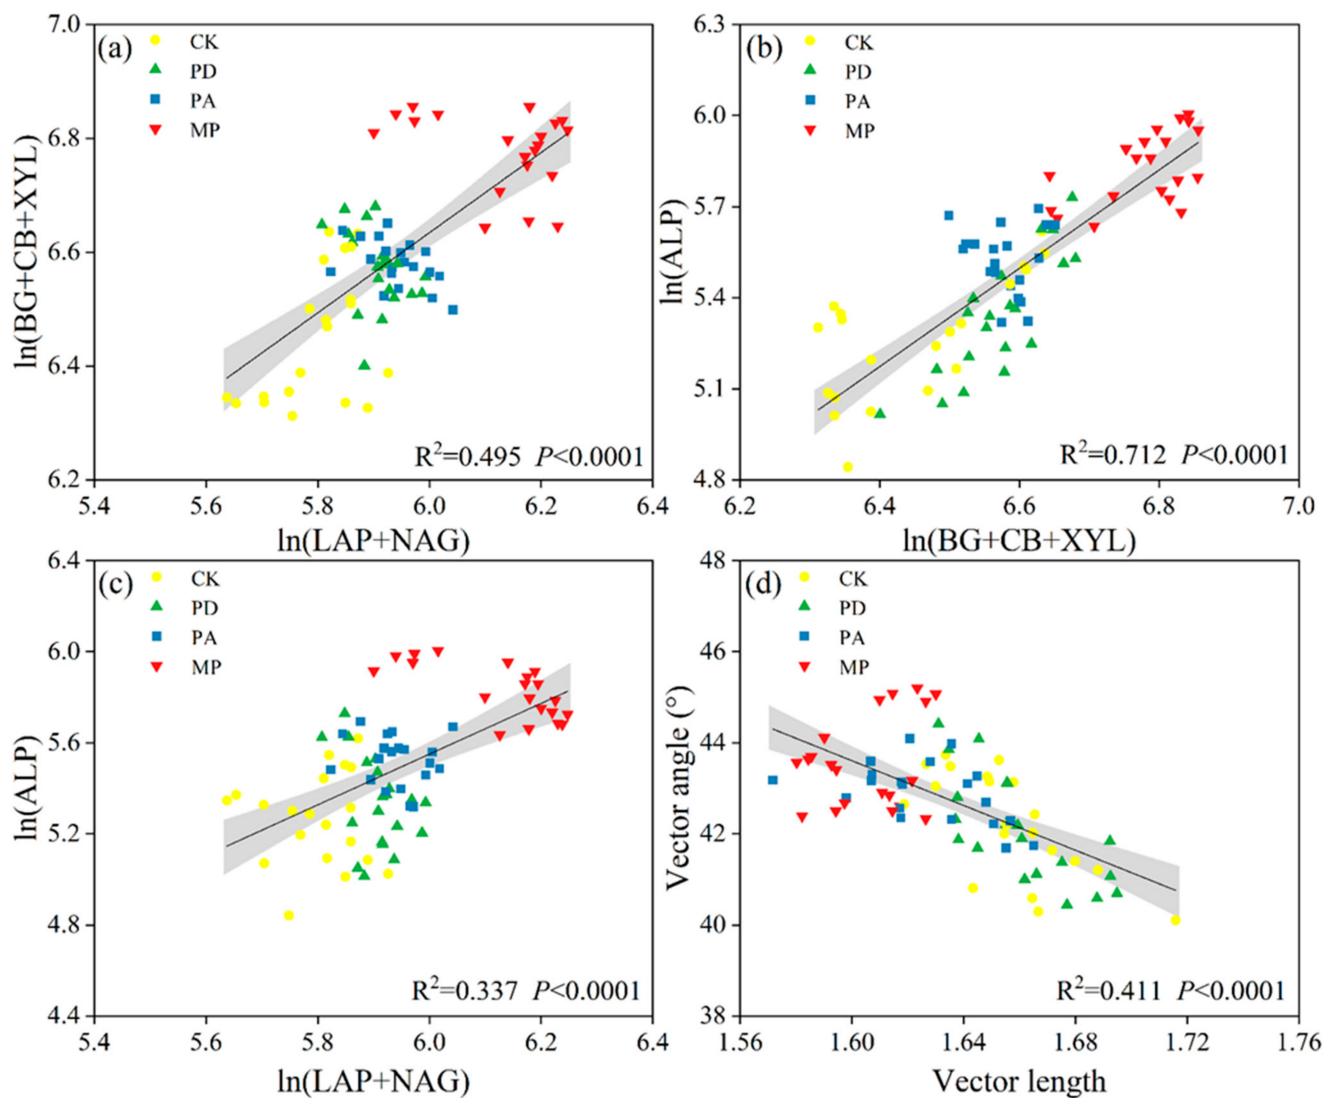 (a)
CK
PD
PA
MP
7.0
6.8
6.6
6.4
6.2
ln(BG+CB+XYL)
R²=0.495 P<0.0001
5.4 5.6 5.8 6.0 6.2 6.4
ln(LAP+NAG)
(b)
CK
PD
PA
MP
6.3
6.0
5.7
5.4
5.1
4.8
ln(ALP)
R²=0.712 P<0.0001
6.2 6.4 6.6 6.8 7.0
ln(BG+CB+XYL)
(c)
CK
PD
PA
MP
6.4
6.0
5.6
5.2
4.8
4.4
ln(ALP)
R²=0.337 P<0.0001
5.4 5.6 5.8 6.0 6.2 6.4
ln(LAP+NAG)
(d)
CK
PD
PA
MP
48
46
44
42
40
38
Vector angle (°)
R²=0.411 P<0.0001
1.56 1.60 1.64 1.68 1.72 1.76
Vector length